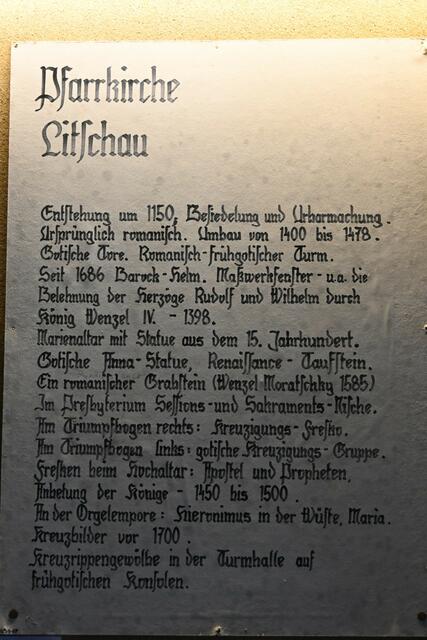 Pfarrkirche
Litschau
Entstehung um 1150, Besiedelung und Urbarmachung.
Ursprünglich romanisch. Umbau von 1400 bis 1478.
Gotische Tore. Romanisch-frühgotischer Turm.
Seit 1686 Barock-Helm. Maßwerkfenster - u.a. die
Belehnung der Herzoge Rudolf und Wilhelm durch
König Wenzel IV. - 1398.
Marienaltar mit Statue aus dem 15. Jahrhundert.
Gotische Anna-Statue, Renaissance - Taufstein.
Ein romanischer Grabstein (Wenzel Moratschky 1585)
Im Presbyterium Sessions-und Sakraments-Nische.
Am Triumpfbogen rechts: Kreuzigungs-Fresko.
Am Triumpfbogen links: gotische Kreuzigungs-Gruppe.
Fresken beim Hochaltar: Apostel und Propheten,
Anbetung der Könige - 1450 bis 1500.
An der Orgelempore: Hieronimus in der Wüste, Maria.
Kreuzbilder vor 1700.
Kreuzrippengewölbe in der Turmhalle auf
frühgotischen Konsolen.